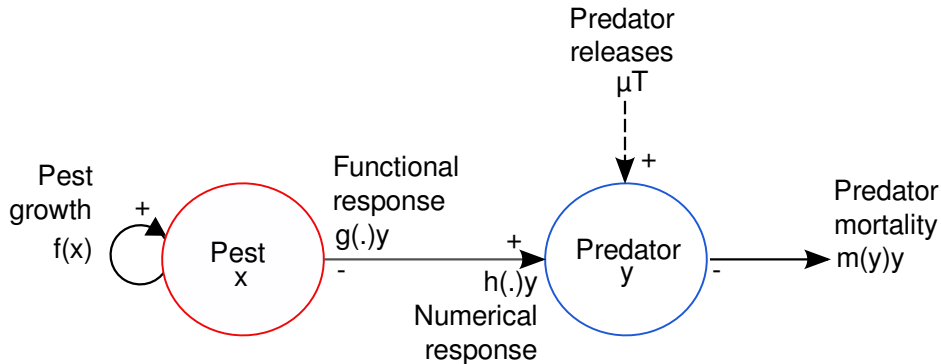 Predator
releases
μT
+
Pest
growth
f(x)
+
Pest
x
Functional
response
g(.)y
-
+
h(.)y
Numerical
response
Predator
y
-
Predator
mortality
m(y)y